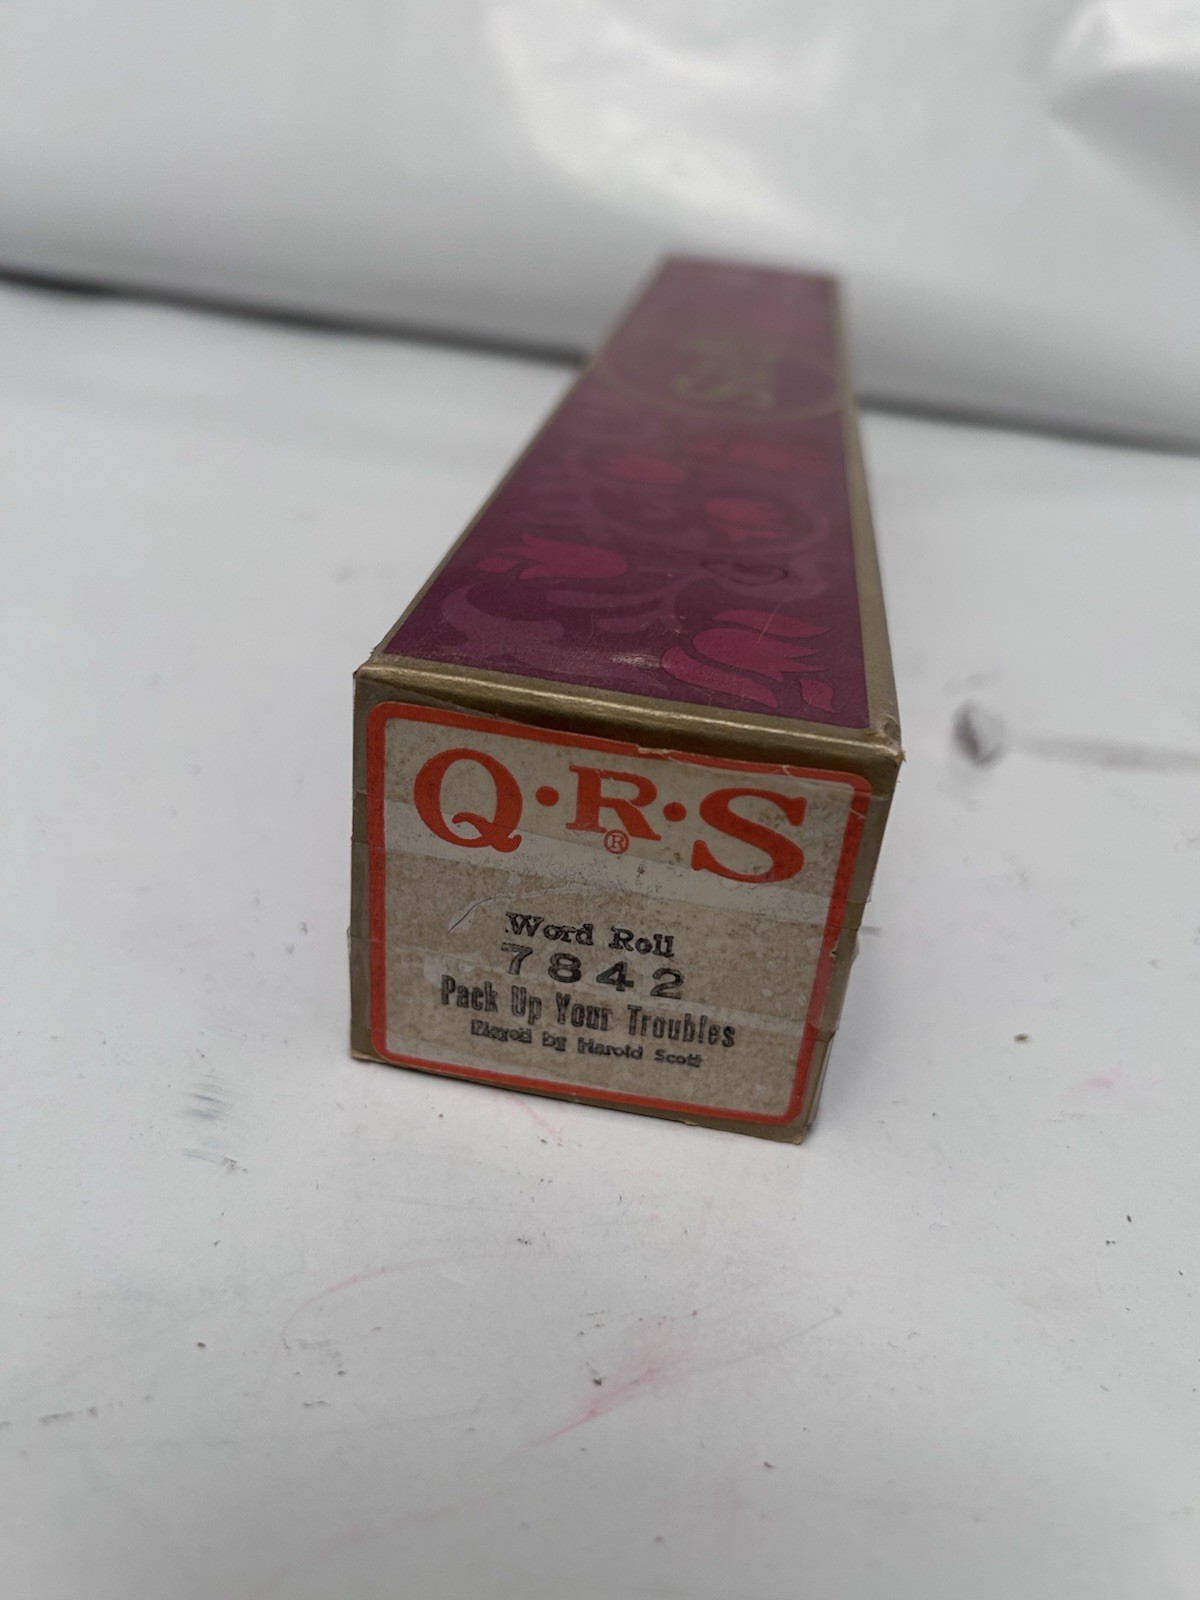 Q·R·S
®
Word Roll
7842
Pack Up Your Troubles
Played by Harold Scott